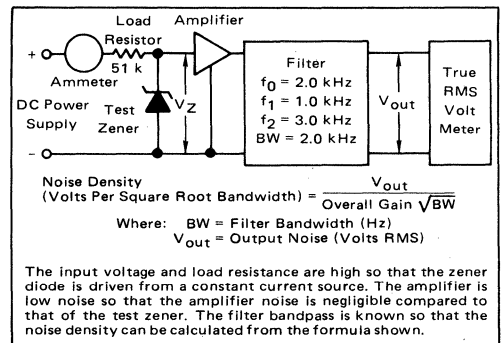 Load
Resistor
Amplifier
+
51 k
Ammeter
DC Power
Supply
Test
Zener
VZ
-
Filter
f0 = 2.0 kHz
f1 = 1.0 kHz
f2 = 3.0 kHz
BW = 2.0 kHz
Vout
True
RMS
Volt
Meter
Noise Density
(Volts Per Square Root Bandwidth) = Vout / Overall Gain √BW
Where: BW = Filter Bandwidth (Hz)
Vout = Output Noise (Volts RMS)
The input voltage and load resistance are high so that the zener
diode is driven from a constant current source. The amplifier is
low noise so that the amplifier noise is negligible compared to
that of the test zener. The filter bandpass is known so that the
noise density can be calculated from the formula shown.